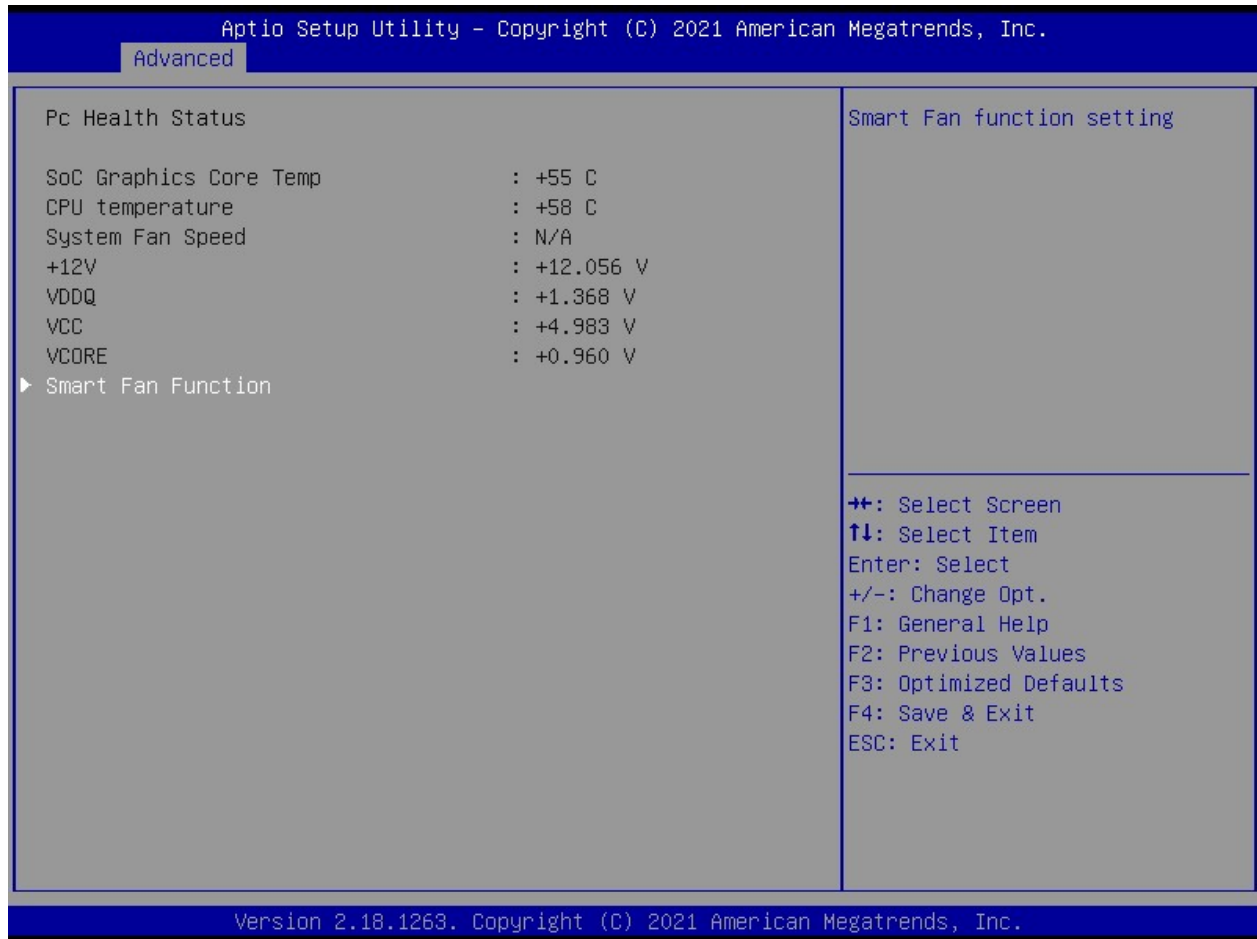 Aptio Setup Utility – Copyright (C) 2021 American Megatrends, Inc.
Advanced
Pc Health Status
SoC Graphics Core Temp : +55 C
CPU temperature : +58 C
System Fan Speed : N/A
+12V : +12.056 V
VDDQ : +1.368 V
VCC : +4.983 V
VCORE : +0.960 V
▶ Smart Fan Function
Smart Fan function setting
→←: Select Screen
↑↓: Select Item
Enter: Select
+/-: Change Opt.
F1: General Help
F2: Previous Values
F3: Optimized Defaults
F4: Save & Exit
ESC: Exit
Version 2.18.1263. Copyright (C) 2021 American Megatrends, Inc.